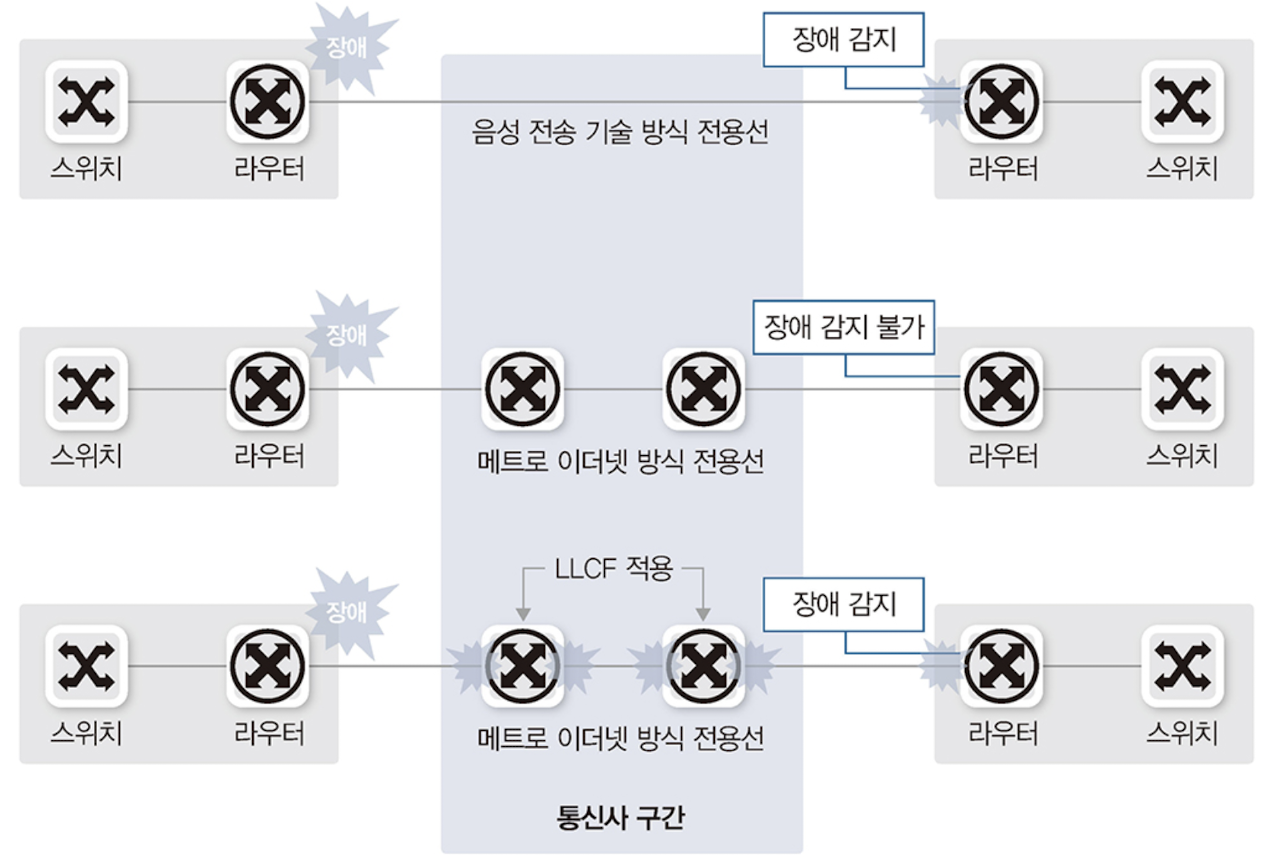 장애
장애 감지
음성 전송 기술 방식 전용선
스위치
라우터
라우터
스위치
장애
장애 감지 불가
스위치
라우터
메트로 이더넷 방식 전용선
라우터
스위치
LLCF 적용
장애
장애 감지
스위치
라우터
메트로 이더넷 방식 전용선
라우터
스위치
통신사 구간